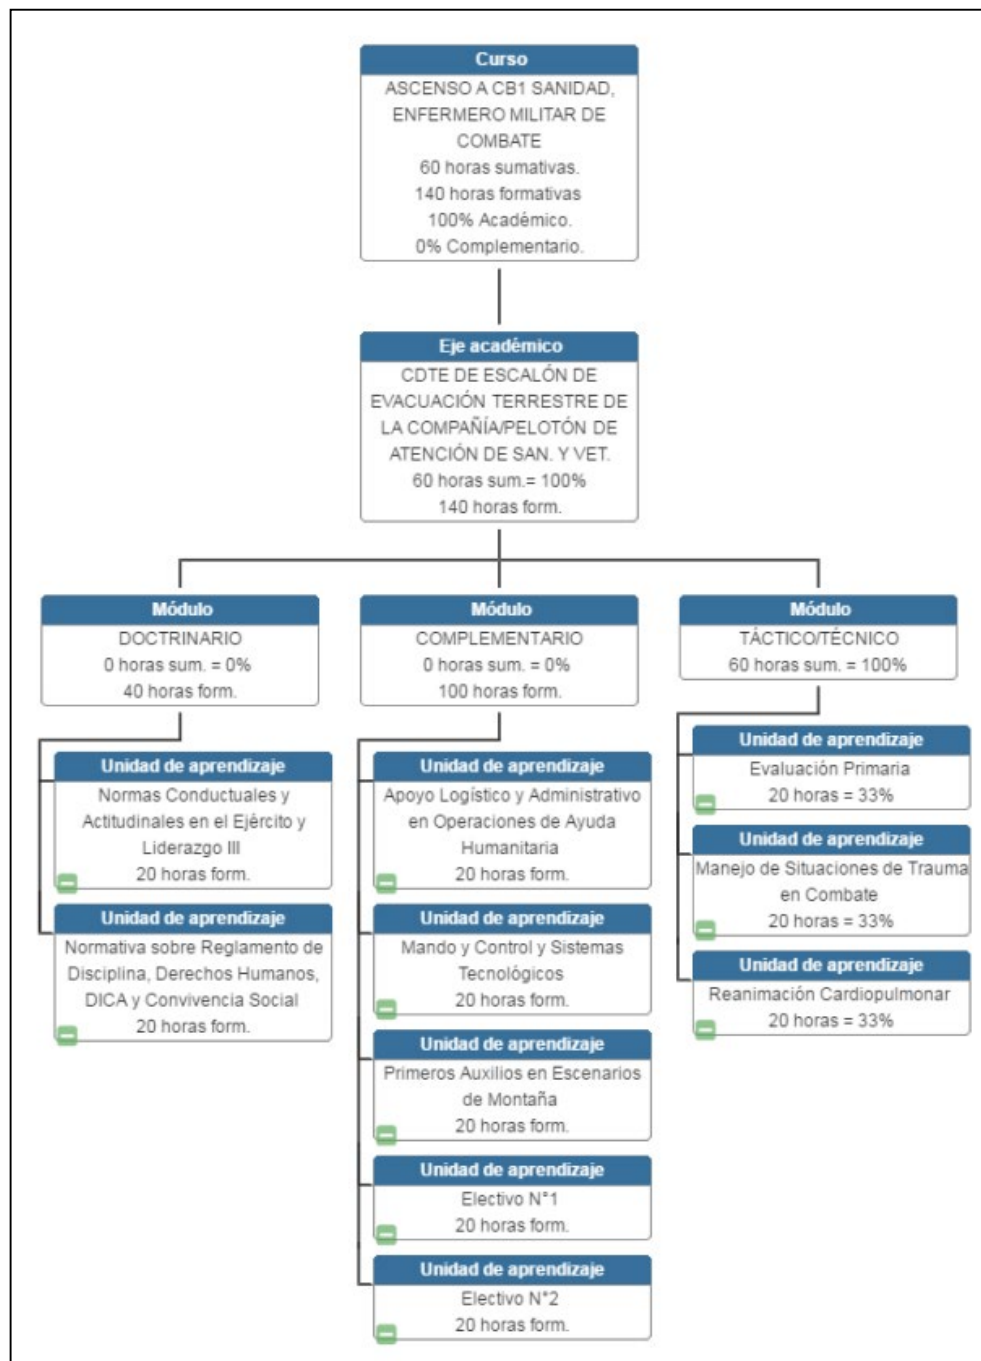 Curso
ASCENSO A CB1 SANIDAD,
ENFERMERO MILITAR DE
COMBATE
60 horas sumativas.
140 horas formativas
100% Académico.
0% Complementario.
Eje académico
CDTE DE ESCALÓN DE
EVACUACIÓN TERRESTRE DE
LA COMPAÑÍA/PELOTÓN DE
ATENCIÓN DE SAN. Y VET.
60 horas sum.= 100%
140 horas form.
Módulo
DOCTRINARIO
0 horas sum. = 0%
40 horas form.
Unidad de aprendizaje
Normas Conductuales y
Actitudinales en el Ejército y
Liderazgo III
20 horas form.
Unidad de aprendizaje
Normativa sobre Reglamento de
Disciplina, Derechos Humanos,
DICA y Convivencia Social
20 horas form.
Módulo
COMPLEMENTARIO
0 horas sum. = 0%
100 horas form.
Unidad de aprendizaje
Apoyo Logístico y Administrativo
en Operaciones de Ayuda
Humanitaria
20 horas form.
Unidad de aprendizaje
Mando y Control y Sistemas
Tecnológicos
20 horas form.
Unidad de aprendizaje
Primeros Auxilios en Escenarios
de Montaña
20 horas form.
Unidad de aprendizaje
Electivo N°1
20 horas form.
Unidad de aprendizaje
Electivo N°2
20 horas form.
Módulo
TÁCTICO/TÉCNICO
60 horas sum. = 100%
Unidad de aprendizaje
Evaluación Primaria
20 horas = 33%
Unidad de aprendizaje
Manejo de Situaciones de Trauma
en Combate
20 horas = 33%
Unidad de aprendizaje
Reanimación Cardiopulmonar
20 horas = 33%